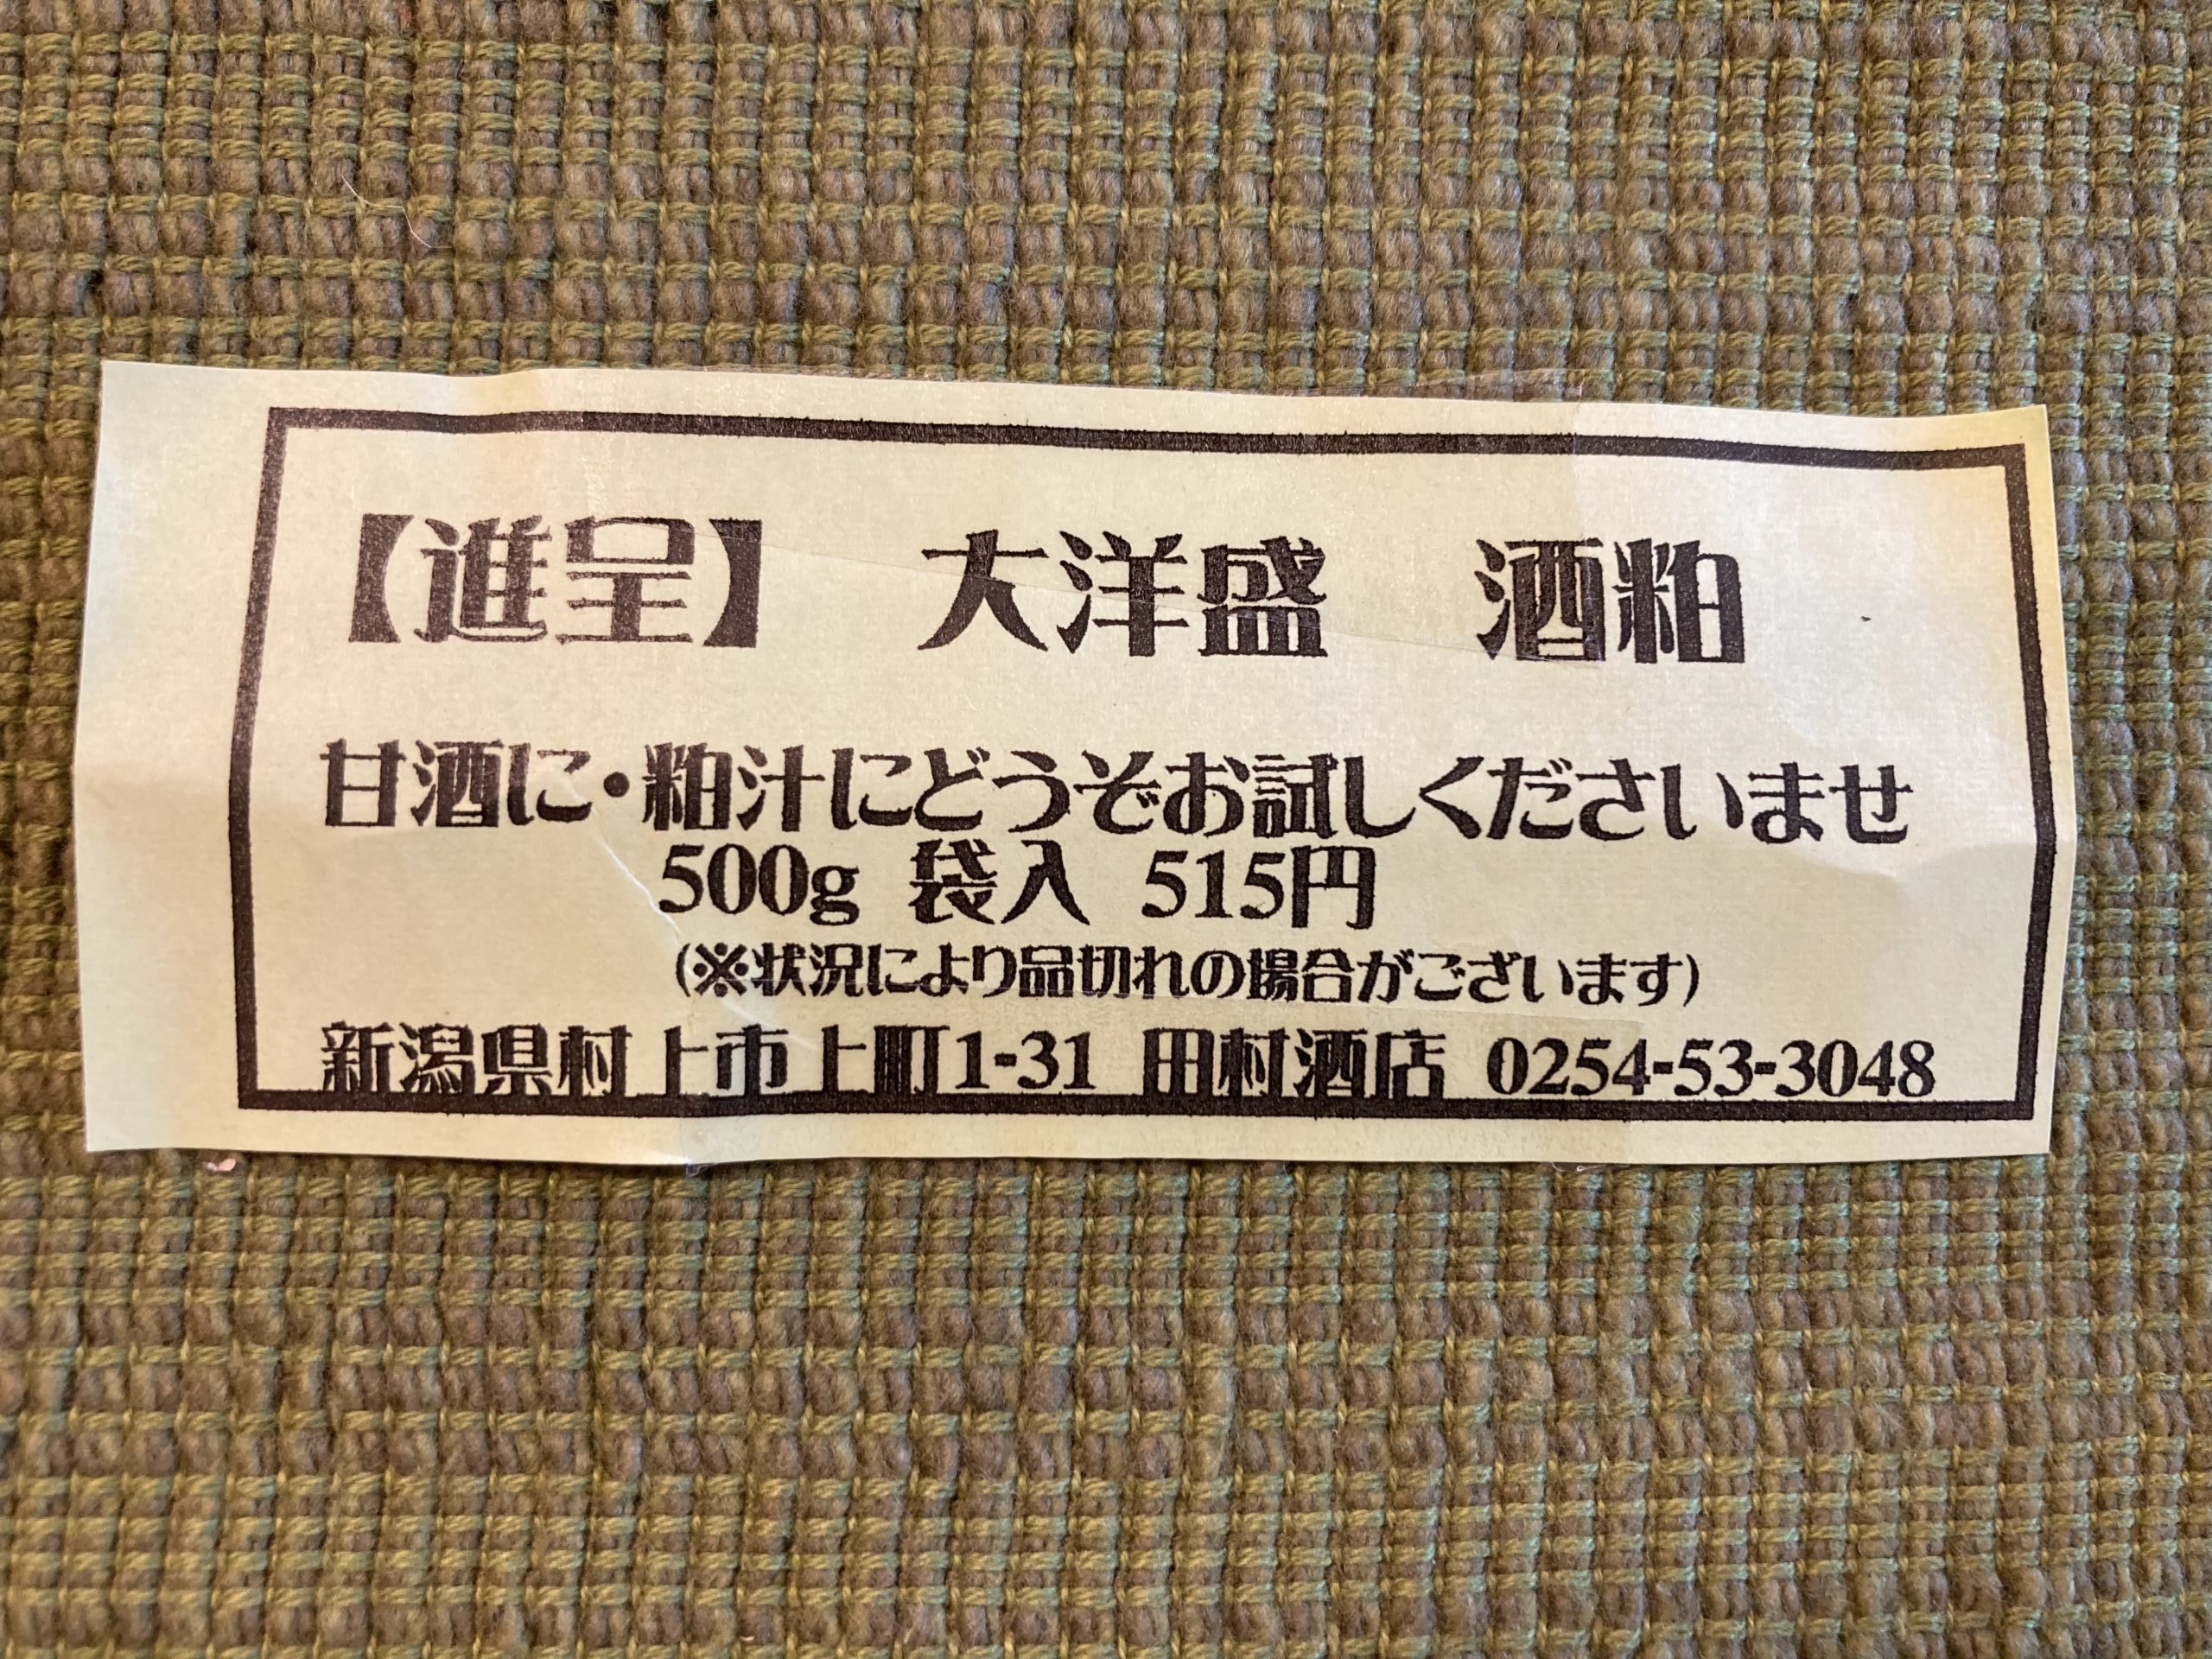 【進呈】　大洋盛　酒粕
甘酒に・粕汁にどうぞお試しくださいませ
500g 袋入 515円
(※状況により品切れの場合がございます)
新潟県村上市上町1-31 田村酒店 0254-53-3048